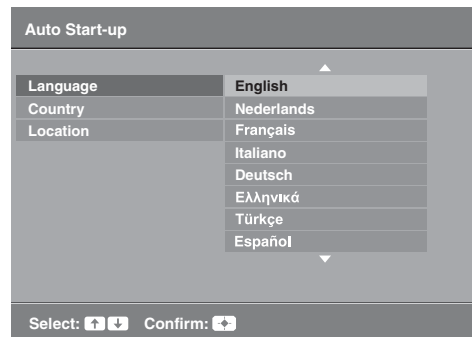 Auto Start-up
Language English
Country Nederlands
Location Français
Italiano
Deutsch
Ελληνικά
Türkçe
Español
Select: Confirm: